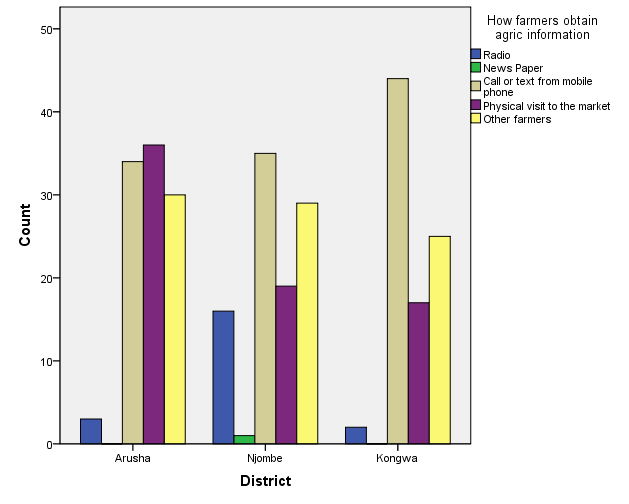 How farmers obtain
agric information
Radio
News Paper
Call or text from mobile
phone
Physical visit to the market
Other farmers
50
40
30
20
10
0
Count
Arusha
Njombe
Kongwa
District